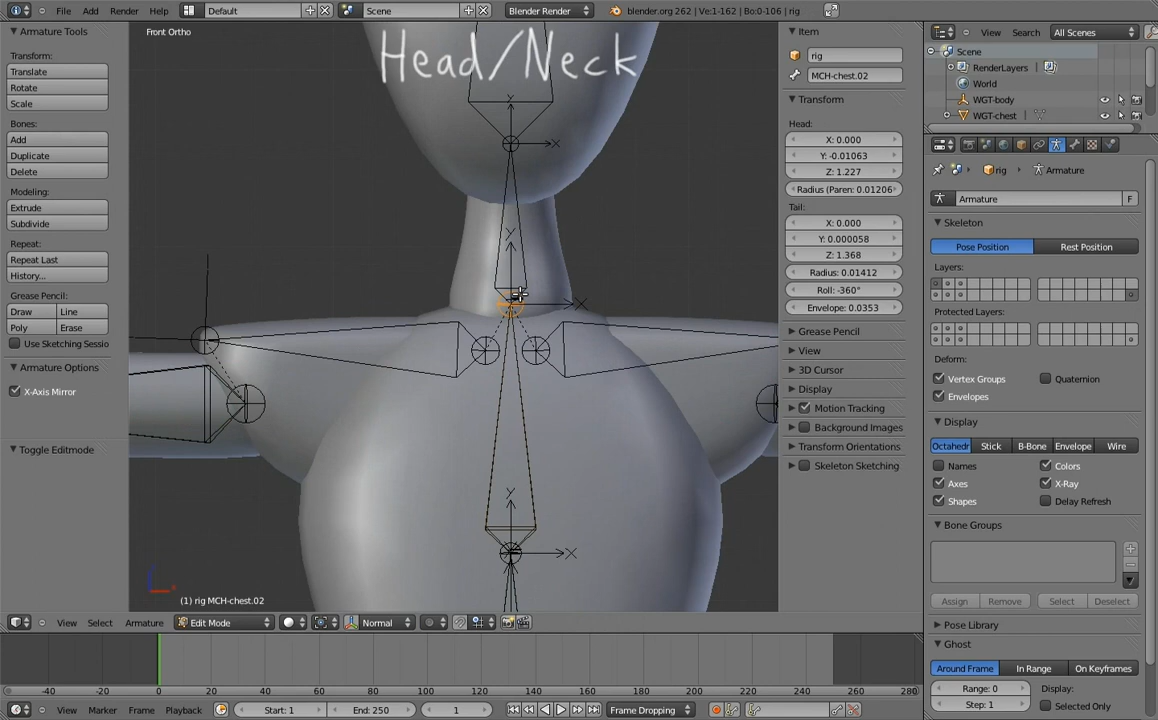 File Add Render Help Default Scene Blender Render blender.org 262 | Ve:1-162 | Bo:0-106 | rig
Armature Tools
Transform:
Translate
Rotate
Scale
Bones:
Add
Duplicate
Delete
Modeling:
Extrude
Subdivide
Repeat:
Repeat Last
History...
Grease Pencil:
Draw Line
Poly Erase
Use Sketching Sessio
Armature Options
X-Axis Mirror
Toggle Editmode
Front Ortho
Head/Neck
Y
X
Y
X
Y
X
(1) rig MCH-chest.02
Item
rig
MCH-chest.02
Transform
Head:
X: 0.000
Y: -0.01063
Z: 1.227
Radius (Paren: 0.01206
Tail:
X: 0.000
Y: 0.000058
Z: 1.368
Radius: 0.01412
Roll: -360°
Envelope: 0.0353
Grease Pencil
View
3D Cursor
Display
Motion Tracking
Background Images
Transform Orientations
Skeleton Sketching
View Search All Scenes
Scene
RenderLayers
World
WGT-body
WGT-chest
rig Armature
Armature F
Skeleton
Pose Position Rest Position
Layers:
Protected Layers:
Deform:
Vertex Groups Quaternion
Envelopes
Display
Octahedr Stick B-Bone Envelope Wire
Names Colors
Axes X-Ray
Shapes Delay Refresh
Bone Groups
Assign Remove Select Deselect
Pose Library
Ghost
Around Frame In Range On Keyframes
Range: 0 Display:
Step: 1 Selected Only
View Select Armature Edit Mode Normal
-40 -20 0 20 40 60 80 100 120 140 160 180 200 220 240 260 280
View Marker Frame Playback Start: 1 End: 250 1 Frame Dropping